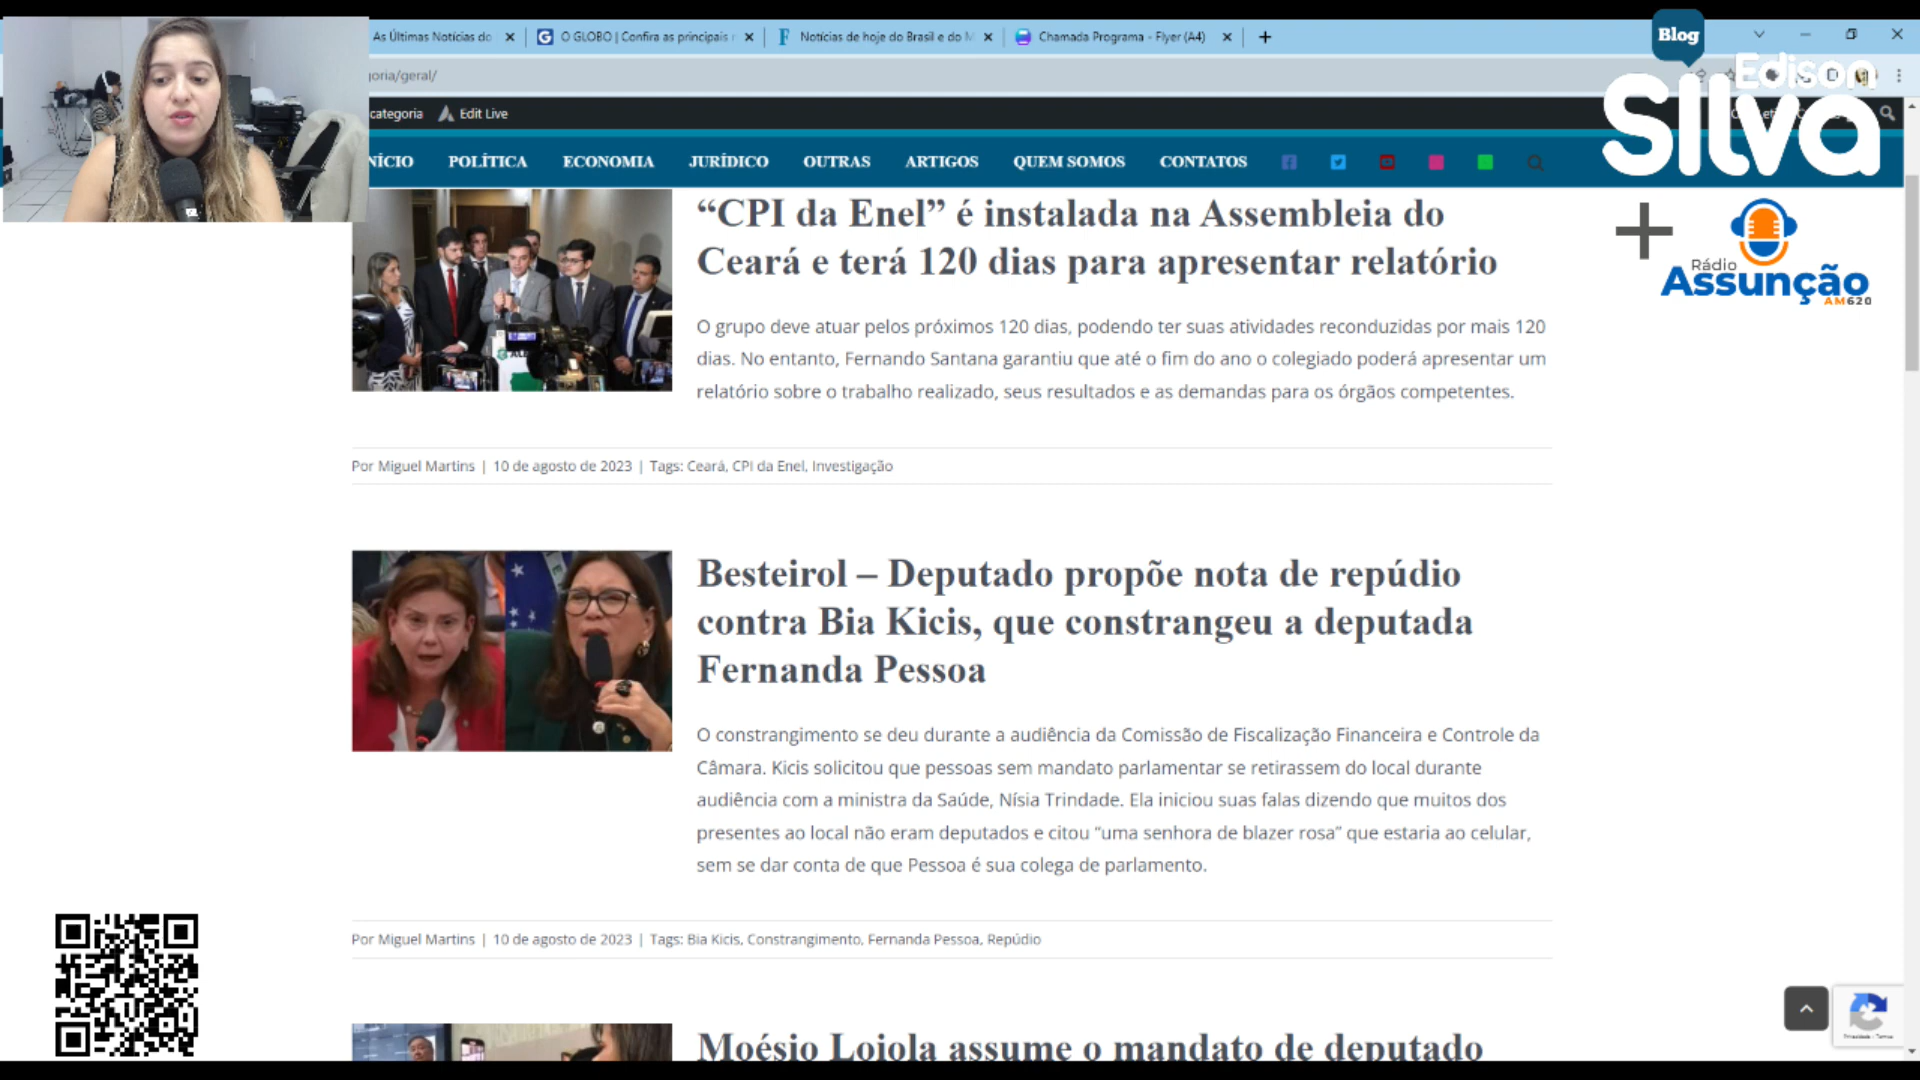 As Últimas Notícias do
O GLOBO | Confira as principais
Notícias de hoje do Brasil e do M
Chamada Programa - Flyer (A4)
Blog
Edison
Silva
goria/geral/
categoria
Edit Live
NÍCIO
POLÍTICA
ECONOMIA
JURÍDICO
OUTRAS
ARTIGOS
QUEM SOMOS
CONTATOS
+
Rádio
Assunção
AM620
“CPI da Enel” é instalada na Assembleia do
Ceará e terá 120 dias para apresentar relatório
O grupo deve atuar pelos próximos 120 dias, podendo ter suas atividades reconduzidas por mais 120
dias. No entanto, Fernando Santana garantiu que até o fim do ano o colegiado poderá apresentar um
relatório sobre o trabalho realizado, seus resultados e as demandas para os órgãos competentes.
Por Miguel Martins | 10 de agosto de 2023 | Tags: Ceará, CPI da Enel, Investigação
Besteirol – Deputado propõe nota de repúdio
contra Bia Kicis, que constrangeu a deputada
Fernanda Pessoa
O constrangimento se deu durante a audiência da Comissão de Fiscalização Financeira e Controle da
Câmara. Kicis solicitou que pessoas sem mandato parlamentar se retirassem do local durante
audiência com a ministra da Saúde, Nísia Trindade. Ela iniciou suas falas dizendo que muitos dos
presentes ao local não eram deputados e citou “uma senhora de blazer rosa” que estaria ao celular,
sem se dar conta de que Pessoa é sua colega de parlamento.
Por Miguel Martins | 10 de agosto de 2023 | Tags: Bia Kicis, Constrangimento, Fernanda Pessoa, Repúdio
Moésio Loiola assume o mandato de deputado
Privacidade - Termos